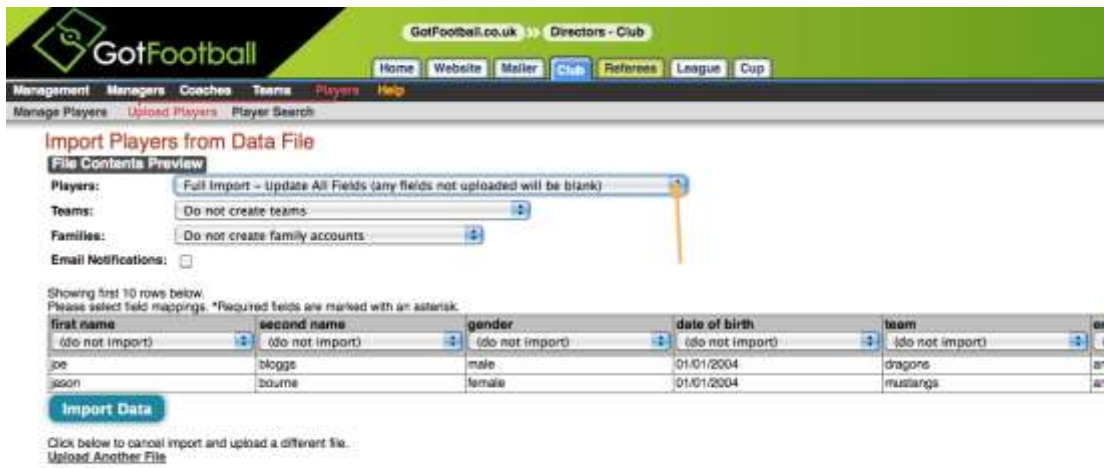 GotFootball
GotFootball.co.uk >> Directors - Club
Home Website Mailer Club Referees League Cup
Management Managers Coaches Teams Players Help
Manage Players Upload Players Player Search
Import Players from Data File
File Contents Preview
Players: Full Import - Update All Fields (any fields not uploaded will be blank)
Teams: Do not create teams
Families: Do not create family accounts
Email Notifications:
Showing first 10 rows below.
Please select field mappings. *Required fields are marked with an asterisk.
first name second name gender date of birth team
(do not import) (do not import) (do not import) (do not import) (do not import)
joe bloggs male 01/01/2004 dragons
jason bourne female 01/01/2004 mustangs
Import Data
Click below to cancel import and upload a different file.
Upload Another File